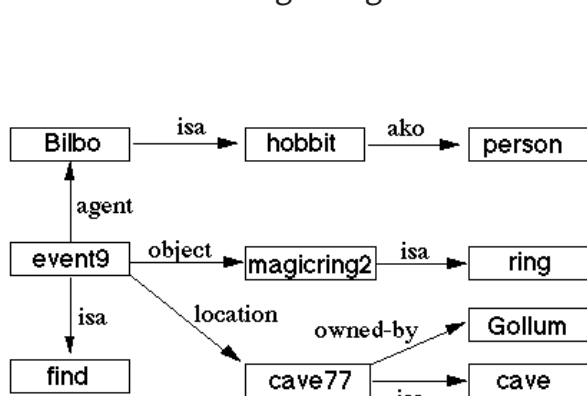 isa
ako
Bilbo hobbit person
agent
object
isa
event9 magicring2 ring
isa
location
owned-by
Gollum
find cave77 cave